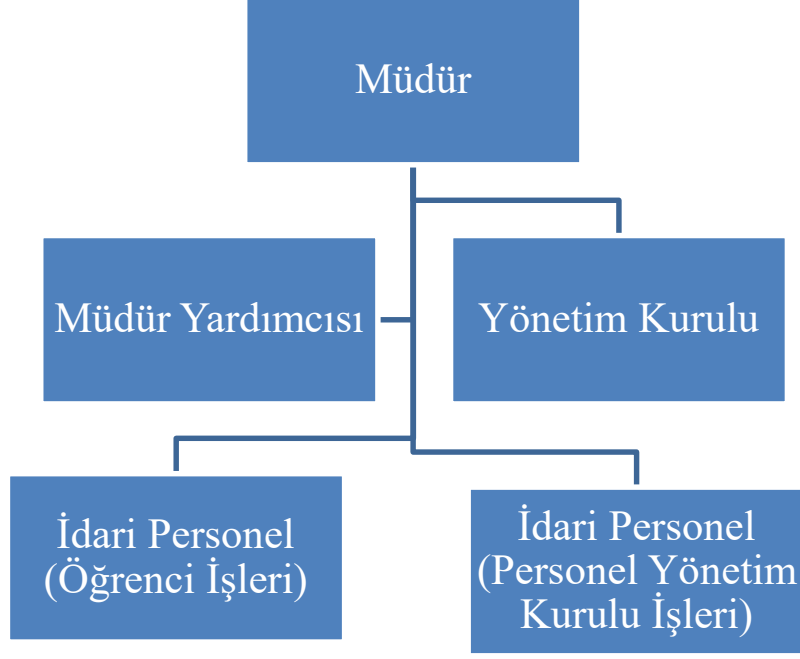 Müdür
Müdür Yardımcısı
Yönetim Kurulu
İdari Personel
(Öğrenci İşleri)
İdari Personel
(Personel Yönetim
Kurulu İşleri)